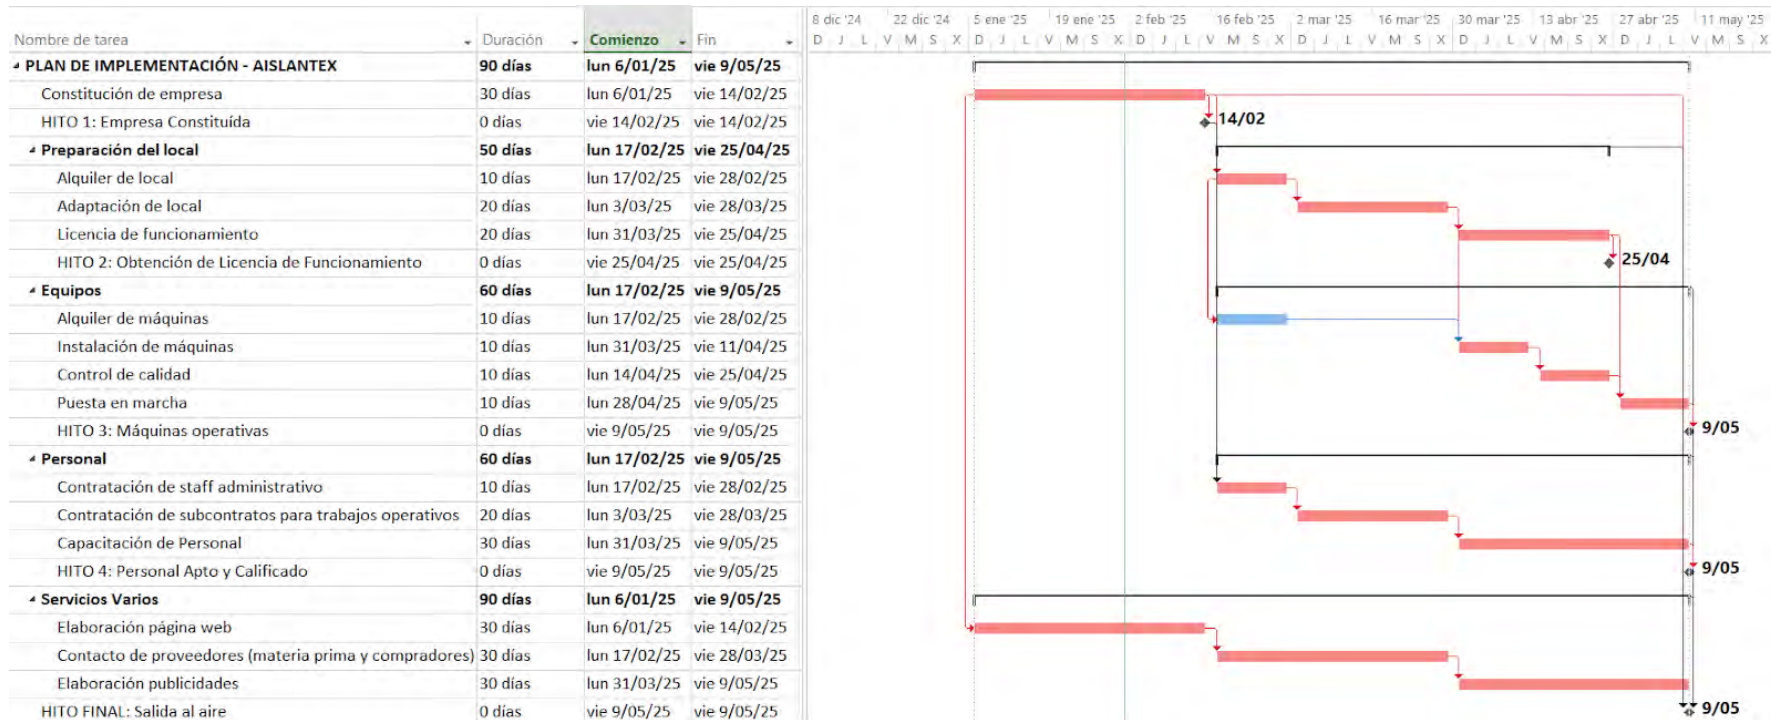 8 dic '24 22 dic '24 5 ene '25 19 ene '25 2 feb '25 16 feb '25 2 mar '25 16 mar '25 30 mar '25 13 abr '25 27 abr '25 11 may '25
Nombre de tarea Duración Comienzo Fin D J L V M S X D J L V M S X D J L V M S X D J L V M S X D J L V M S X
PLAN DE IMPLEMENTACIÓN - AISLANTEX 90 días lun 6/01/25 vie 9/05/25
Constitución de empresa 30 días lun 6/01/25 vie 14/02/25
HITO 1: Empresa Constituída 0 días vie 14/02/25 vie 14/02/25 14/02
Preparación del local 50 días lun 17/02/25 vie 25/04/25
Alquiler de local 10 días lun 17/02/25 vie 28/02/25
Adaptación de local 20 días lun 3/03/25 vie 28/03/25
Licencia de funcionamiento 20 días lun 31/03/25 vie 25/04/25
HITO 2: Obtención de Licencia de Funcionamiento 0 días vie 25/04/25 vie 25/04/25 25/04
Equipos 60 días lun 17/02/25 vie 9/05/25
Alquiler de máquinas 10 días lun 17/02/25 vie 28/02/25
Instalación de máquinas 10 días lun 31/03/25 vie 11/04/25
Control de calidad 10 días lun 14/04/25 vie 25/04/25
Puesta en marcha 10 días lun 28/04/25 vie 9/05/25
HITO 3: Máquinas operativas 0 días vie 9/05/25 vie 9/05/25 9/05
Personal 60 días lun 17/02/25 vie 9/05/25
Contratación de staff administrativo 10 días lun 17/02/25 vie 28/02/25
Contratación de subcontratos para trabajos operativos 20 días lun 3/03/25 vie 28/03/25
Capacitación de Personal 30 días lun 31/03/25 vie 9/05/25
HITO 4: Personal Apto y Calificado 0 días vie 9/05/25 vie 9/05/25 9/05
Servicios Varios 90 días lun 6/01/25 vie 9/05/25
Elaboración página web 30 días lun 6/01/25 vie 14/02/25
Contacto de proveedores (materia prima y compradores) 30 días lun 17/02/25 vie 28/03/25
Elaboración publicidades 30 días lun 31/03/25 vie 9/05/25
HITO FINAL: Salida al aire 0 días vie 9/05/25 vie 9/05/25 9/05